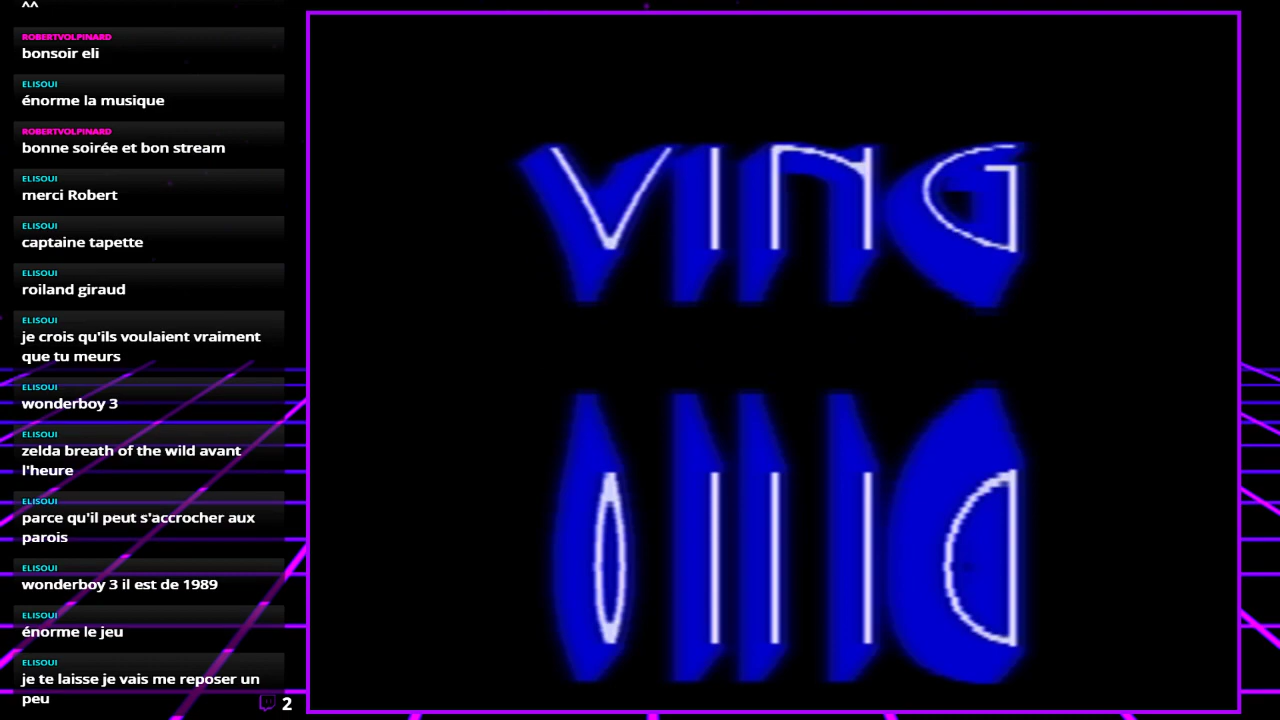 ^^
ROBERTVOLPINARD
bonsoir eli
ELISOUI
énorme la musique
ROBERTVOLPINARD
bonne soirée et bon stream
ELISOUI
merci Robert
ELISOUI
captaine tapette
ELISOUI
roiland giraud
ELISOUI
je crois qu'ils voulaient vraiment
que tu meurs
ELISOUI
wonderboy 3
ELISOUI
zelda breath of the wild avant
l'heure
ELISOUI
parce qu'il peut s'accrocher aux
parois
ELISOUI
wonderboy 3 il est de 1989
ELISOUI
énorme le jeu
ELISOUI
je te laisse je vais me reposer un
peu
2
VING